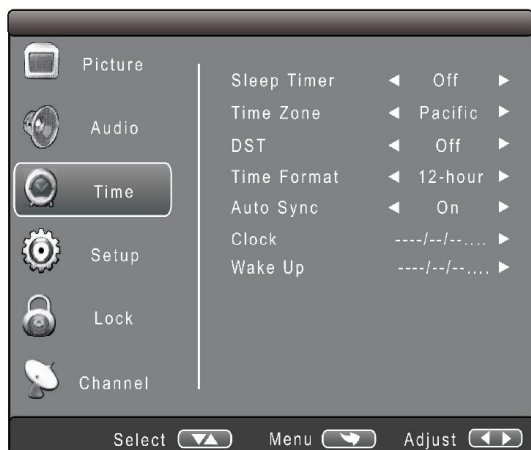 Picture
Audio
Time
Setup
Lock
Channel
Sleep Timer Off
Time Zone Pacific
DST Off
Time Format 12-hour
Auto Sync On
Clock ----/--/--....
Wake Up ----/--/--....
Select Menu Adjust